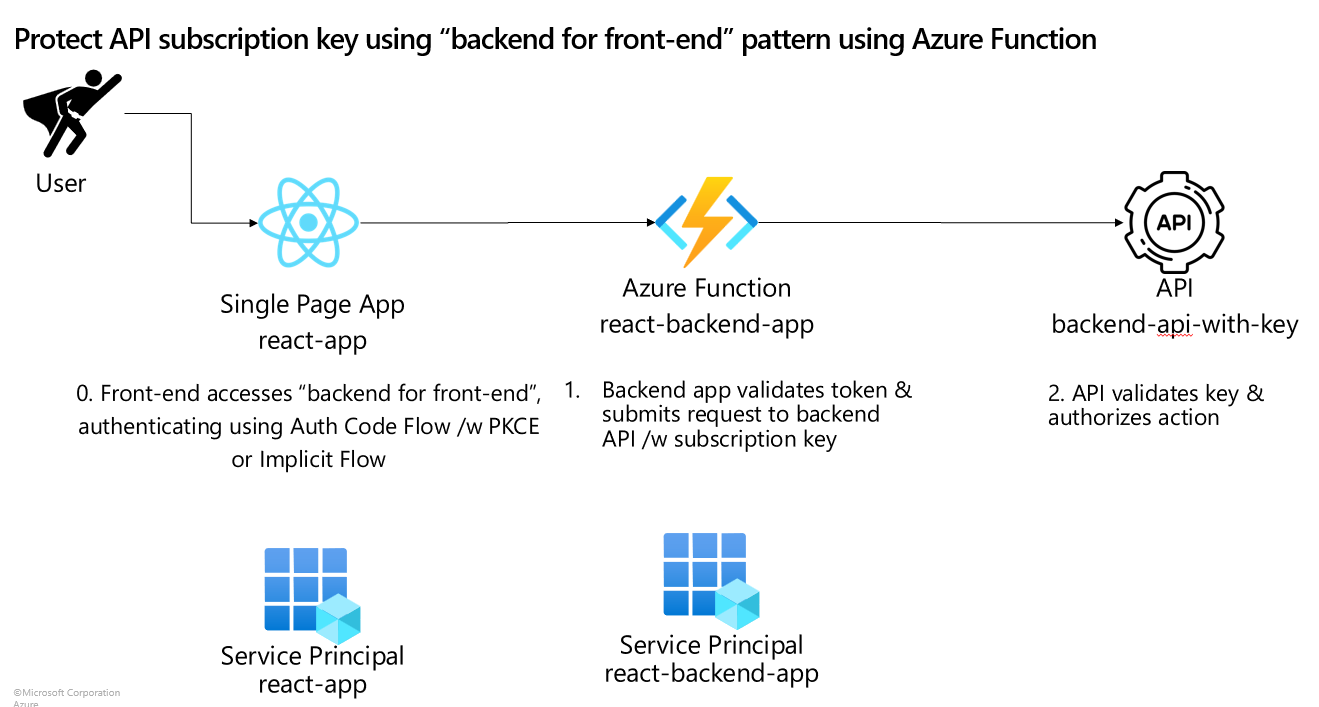 Protect API subscription key using “backend for front-end” pattern using Azure Function
User
API
Single Page App
react-app
Azure Function
react-backend-app
API
backend-api-with-key
0. Front-end accesses “backend for front-end”,
authenticating using Auth Code Flow /w PKCE
or Implicit Flow
1. Backend app validates token &
submits request to backend
API /w subscription key
2. API validates key &
authorizes action
Service Principal
react-app
Service Principal
react-backend-app
©Microsoft Corporation
Azure